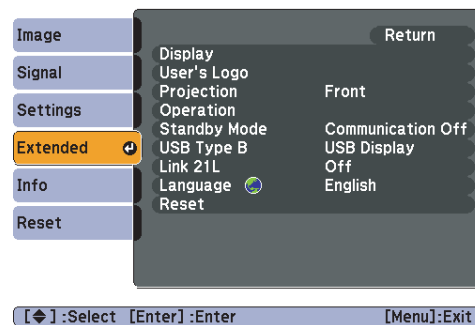 Image
Signal
Settings
Extended
Info
Reset
Return
Display
User's Logo
Projection Front
Operation
Standby Mode Communication Off
USB Type B USB Display
Link 21L Off
Language English
Reset
[◆] :Select [Enter] :Enter [Menu] :Exit